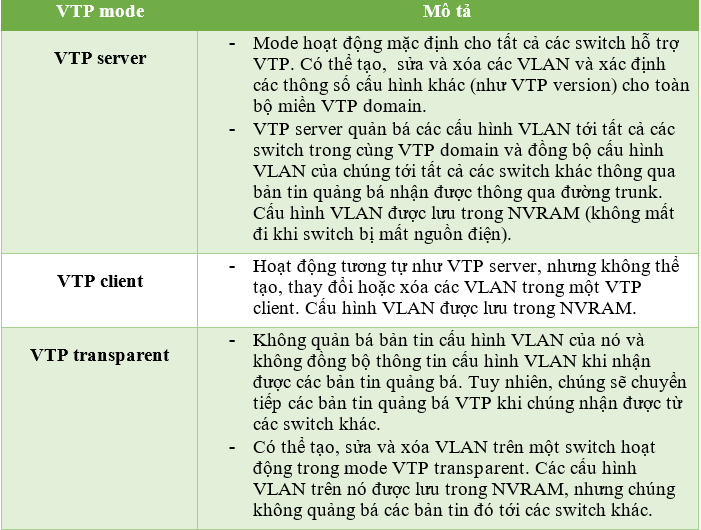 VTP mode
Mô tả
VTP server
- Mode hoạt động mặc định cho tất cả các switch hỗ trợ
VTP. Có thể tạo, sửa và xóa các VLAN và xác định
các thông số cấu hình khác (như VTP version) cho toàn
bộ miền VTP domain.
- VTP server quản bá các cấu hình VLAN tới tất cả các
switch trong cùng VTP domain và đồng bộ cấu hình
VLAN của chúng tới tất cả các switch khác thông qua
bản tin quảng bá nhận được thông qua đường trunk.
Cấu hình VLAN được lưu trong NVRAM (không mất
đi khi switch bị mất nguồn điện).
VTP client
- Hoạt động tương tự như VTP server, nhưng không thể
tạo, thay đổi hoặc xóa các VLAN trong một VTP
client. Cấu hình VLAN được lưu trong NVRAM.
VTP transparent
- Không quản bá bản tin cấu hình VLAN của nó và
không đồng bộ thông tin cấu hình VLAN khi nhận
được các bản tin quảng bá. Tuy nhiên, chúng sẽ chuyển
tiếp các bản tin quảng bá VTP khi chúng nhận được từ
các switch khác.
- Có thể tạo, sửa và xóa VLAN trên một switch hoạt
động trong mode VTP transparent. Các cấu hình
VLAN trên nó được lưu trong NVRAM, nhưng chúng
không quảng bá các bản tin đó tới các switch khác.